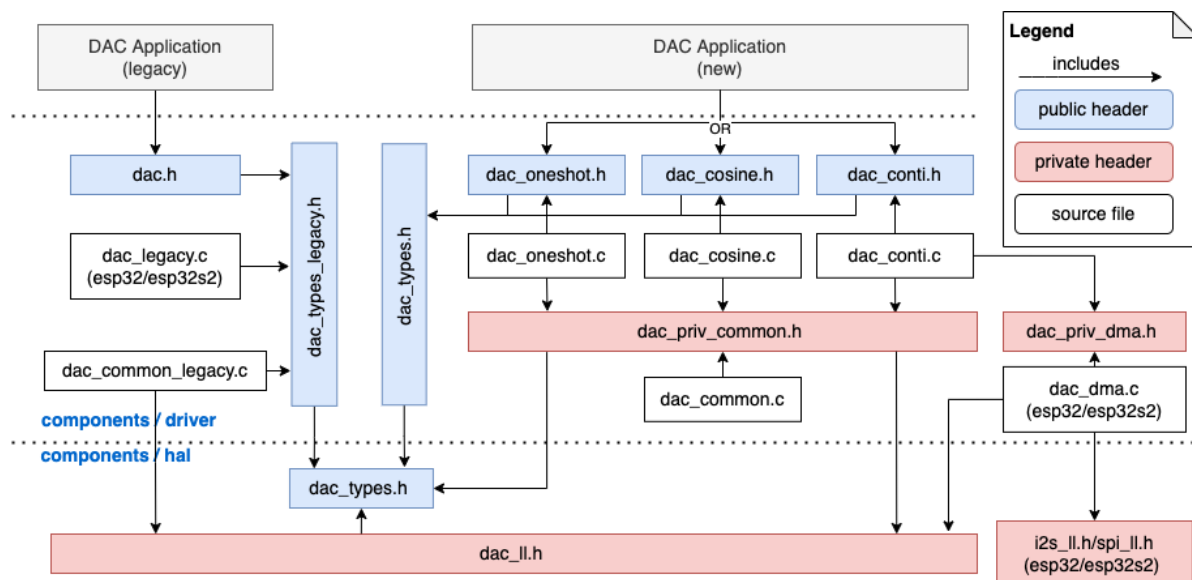 DAC Application
(legacy)
DAC Application
(new)
Legend
includes
public header
private header
source file
OR
dac.h
dac_types_legacy.h
dac_types.h
dac_oneshot.h
dac_cosine.h
dac_conti.h
dac_legacy.c
(esp32/esp32s2)
dac_oneshot.c
dac_cosine.c
dac_conti.c
dac_priv_common.h
dac_priv_dma.h
dac_common_legacy.c
dac_common.c
dac_dma.c
(esp32/esp32s2)
components / driver
components / hal
dac_types.h
dac_ll.h
i2s_ll.h/spi_ll.h
(esp32/esp32s2)